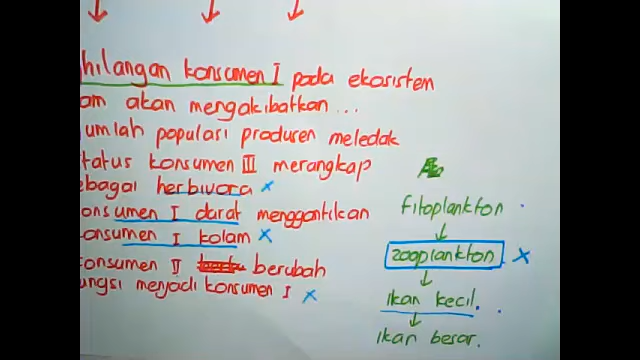 hilangan konsumen I pada ekosistem
am akan mengakibatkan ...
umlah populasi produsen meledak
tatus konsumen III merangkap
ebagai herbivora x
onsumen I darat menggantikan
onsumen I kolam x
onsumen II berubah
ungsi menjadi konsumen I x
fitoplankton
zooplankton x
ikan kecil.
ikan besar.